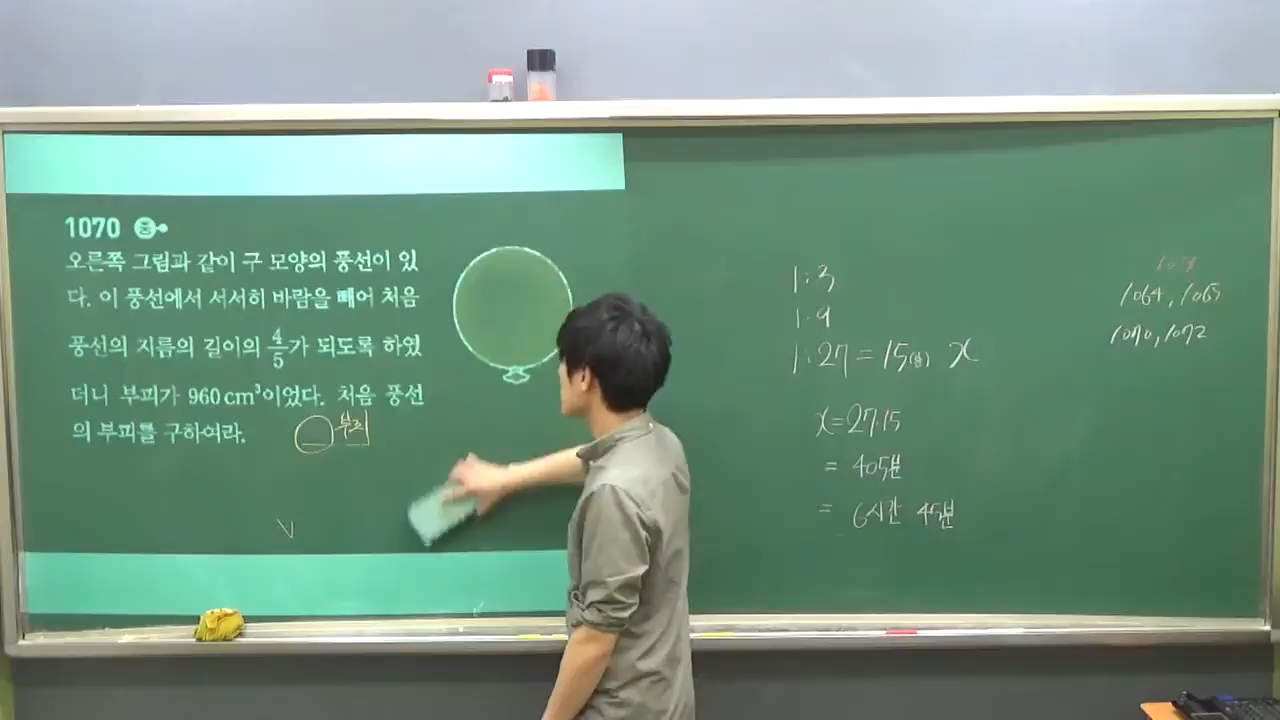 1070 중
오른쪽 그림과 같이 구 모양의 풍선이 있
다. 이 풍선에서 서서히 바람을 빼어 처음
풍선의 지름의 길이의 4/5가 되도록 하였
더니 부피가 960 cm³이었다. 처음 풍선
의 부피를 구하여라.
부피
V
1:3
1:9
1:27 = 15(분) x
x=27.15
= 405분
= 6시간 45분
1064, 1065
1070, 1072